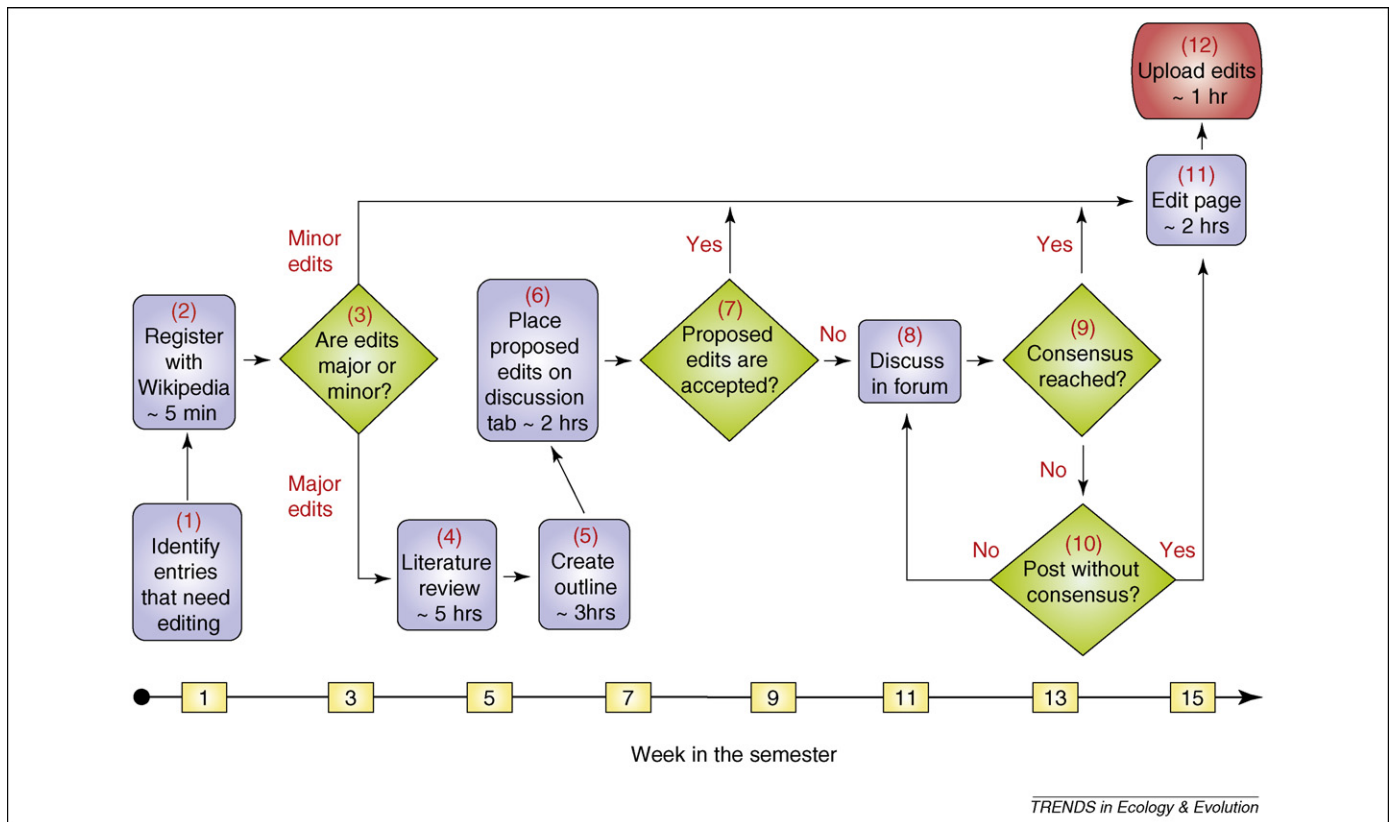 (12)
Upload edits
~ 1 hr
(11)
Edit page
~ 2 hrs
Minor
edits
Yes
Yes
(2)
Register
with
Wikipedia
~ 5 min
(3)
Are edits
major or
minor?
(6)
Place
proposed
edits on
discussion
tab ~ 2 hrs
(7)
Proposed
edits are
accepted?
No
(8)
Discuss
in forum
(9)
Consensus
reached?
No
Major
edits
(1)
Identify
entries
that need
editing
(4)
Literature
review
~ 5 hrs
(5)
Create
outline
~ 3hrs
No
(10)
Post without
consensus?
Yes
1 3 5 7 9 11 13 15
Week in the semester
TRENDS in Ecology & Evolution